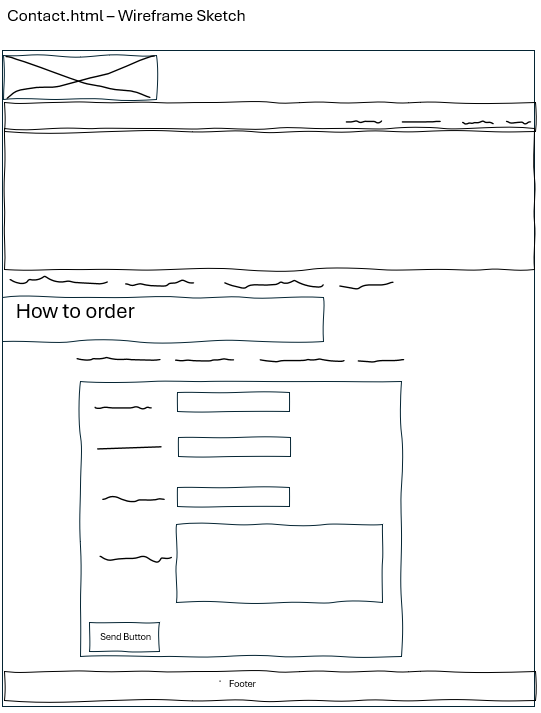 Contact.html – Wireframe Sketch
How to order
Send Button
Footer